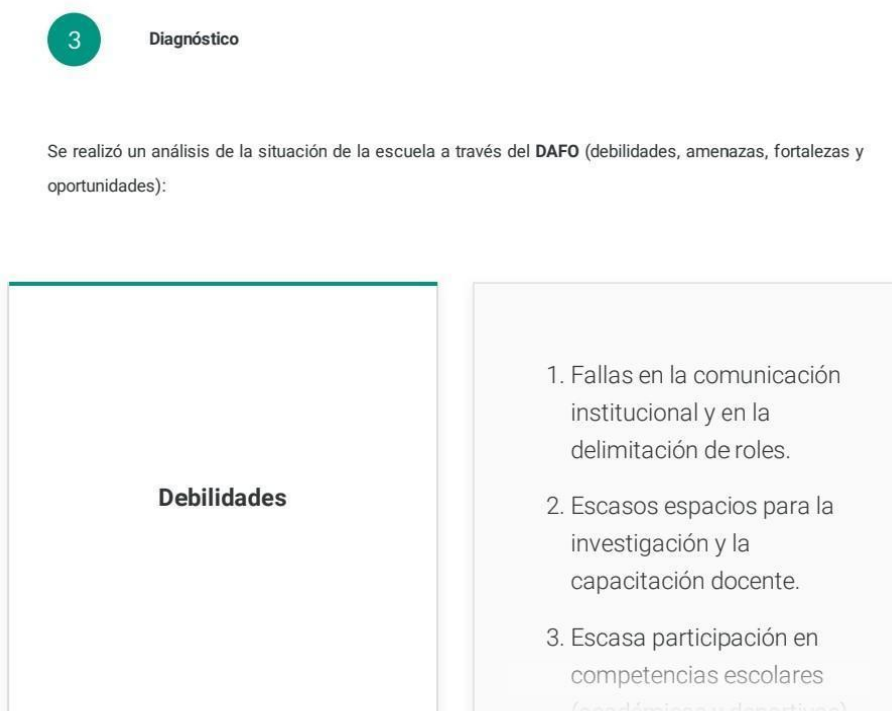 3
Diagnóstico
Se realizó un análisis de la situación de la escuela a través del DAFO (debilidades, amenazas, fortalezas y
oportunidades):
Debilidades
1. Fallas en la comunicación
institucional y en la
delimitación de roles.
2. Escasos espacios para la
investigación y la
capacitación docente.
3. Escasa participación en
competencias escolares
(académicas y deportivas)